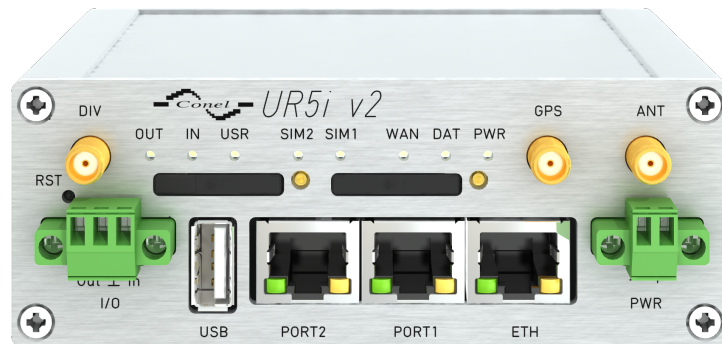 Conel UR5i v2
DIV
GPS
ANT
OUT IN USR SIM2 SIM1 WAN DAT PWR
RST
Out ⊥ In
I/O
PWR
USB PORT2 PORT1 ETH